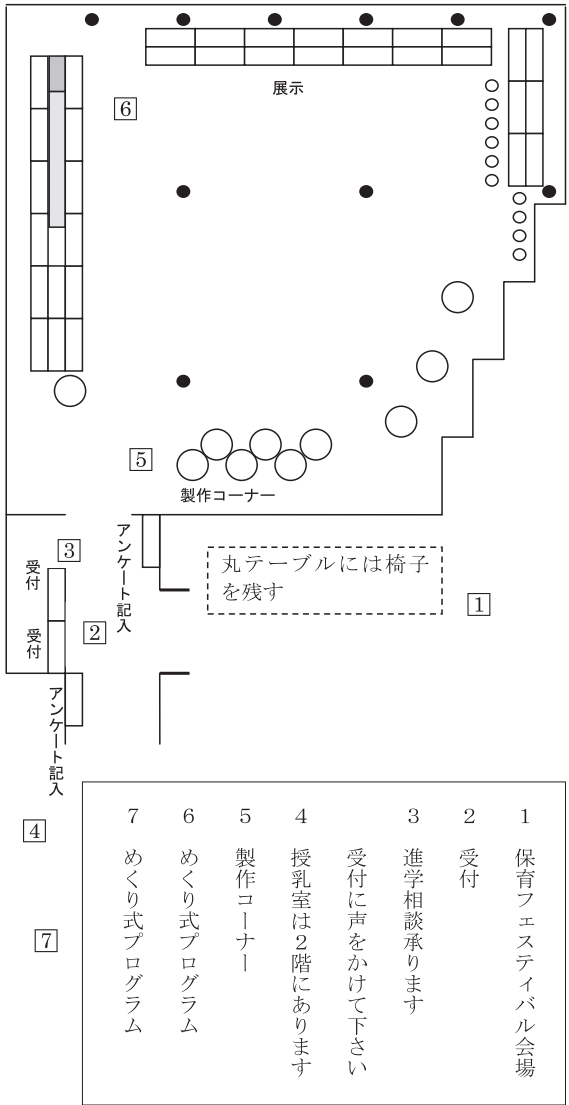 展示
6
5
製作コーナー
3
受付
受付
2
アンケート記入
アンケート記入
丸テーブルには椅子
を残す
1
4
7
1 保育フェスティバル会場
2 受付
3 進学相談承ります
受付に声をかけて下さい
4 授乳室は2階にあります
5 製作コーナー
6 めくり式プログラム
7 めくり式プログラム